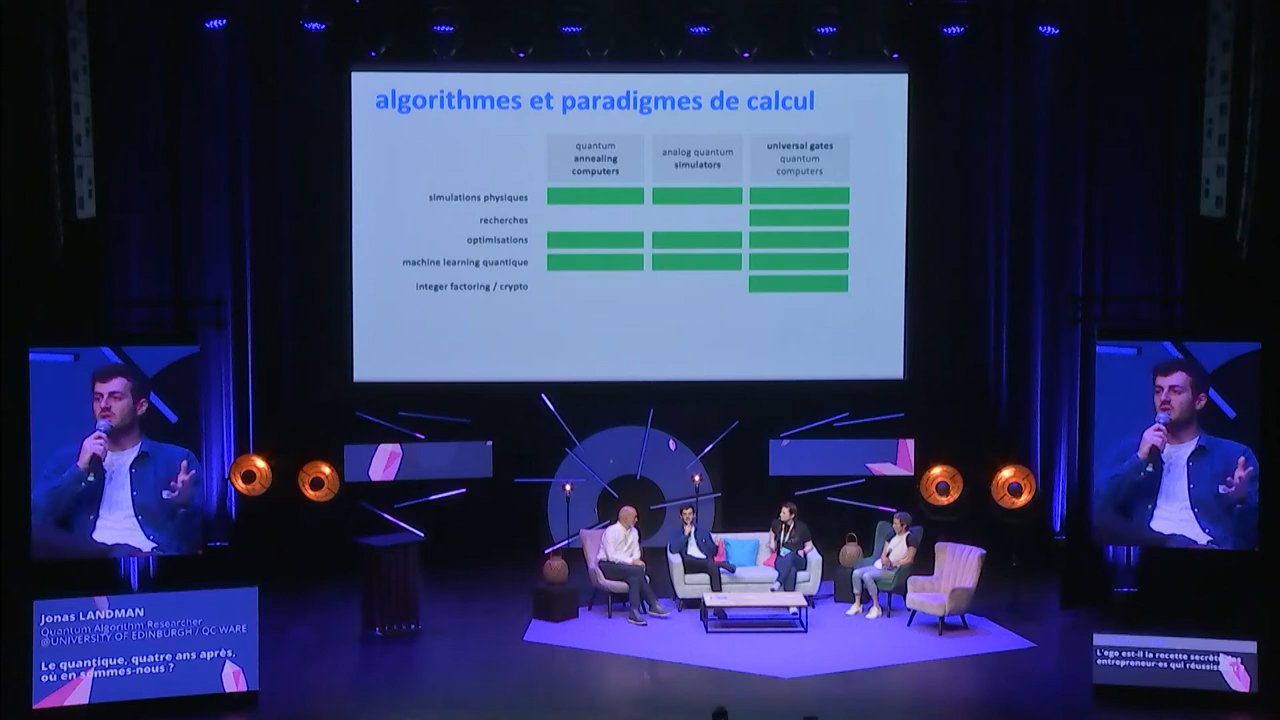 algorithmes et paradigmes de calcul
quantum
annealing
computers
analog quantum
simulators
universal gates
quantum
computers
simulations physiques
recherches
optimisations
machine learning quantique
integer factoring / crypto
Jonas LANDMAN
Quantum Algorithm Researcher
@UNIVERSITY OF EDINBURGH / QC WARE
Le quantique, quatre ans après,
où en sommes-nous ?
L'ego est-il la recette secrète
entrepreneur·es qui